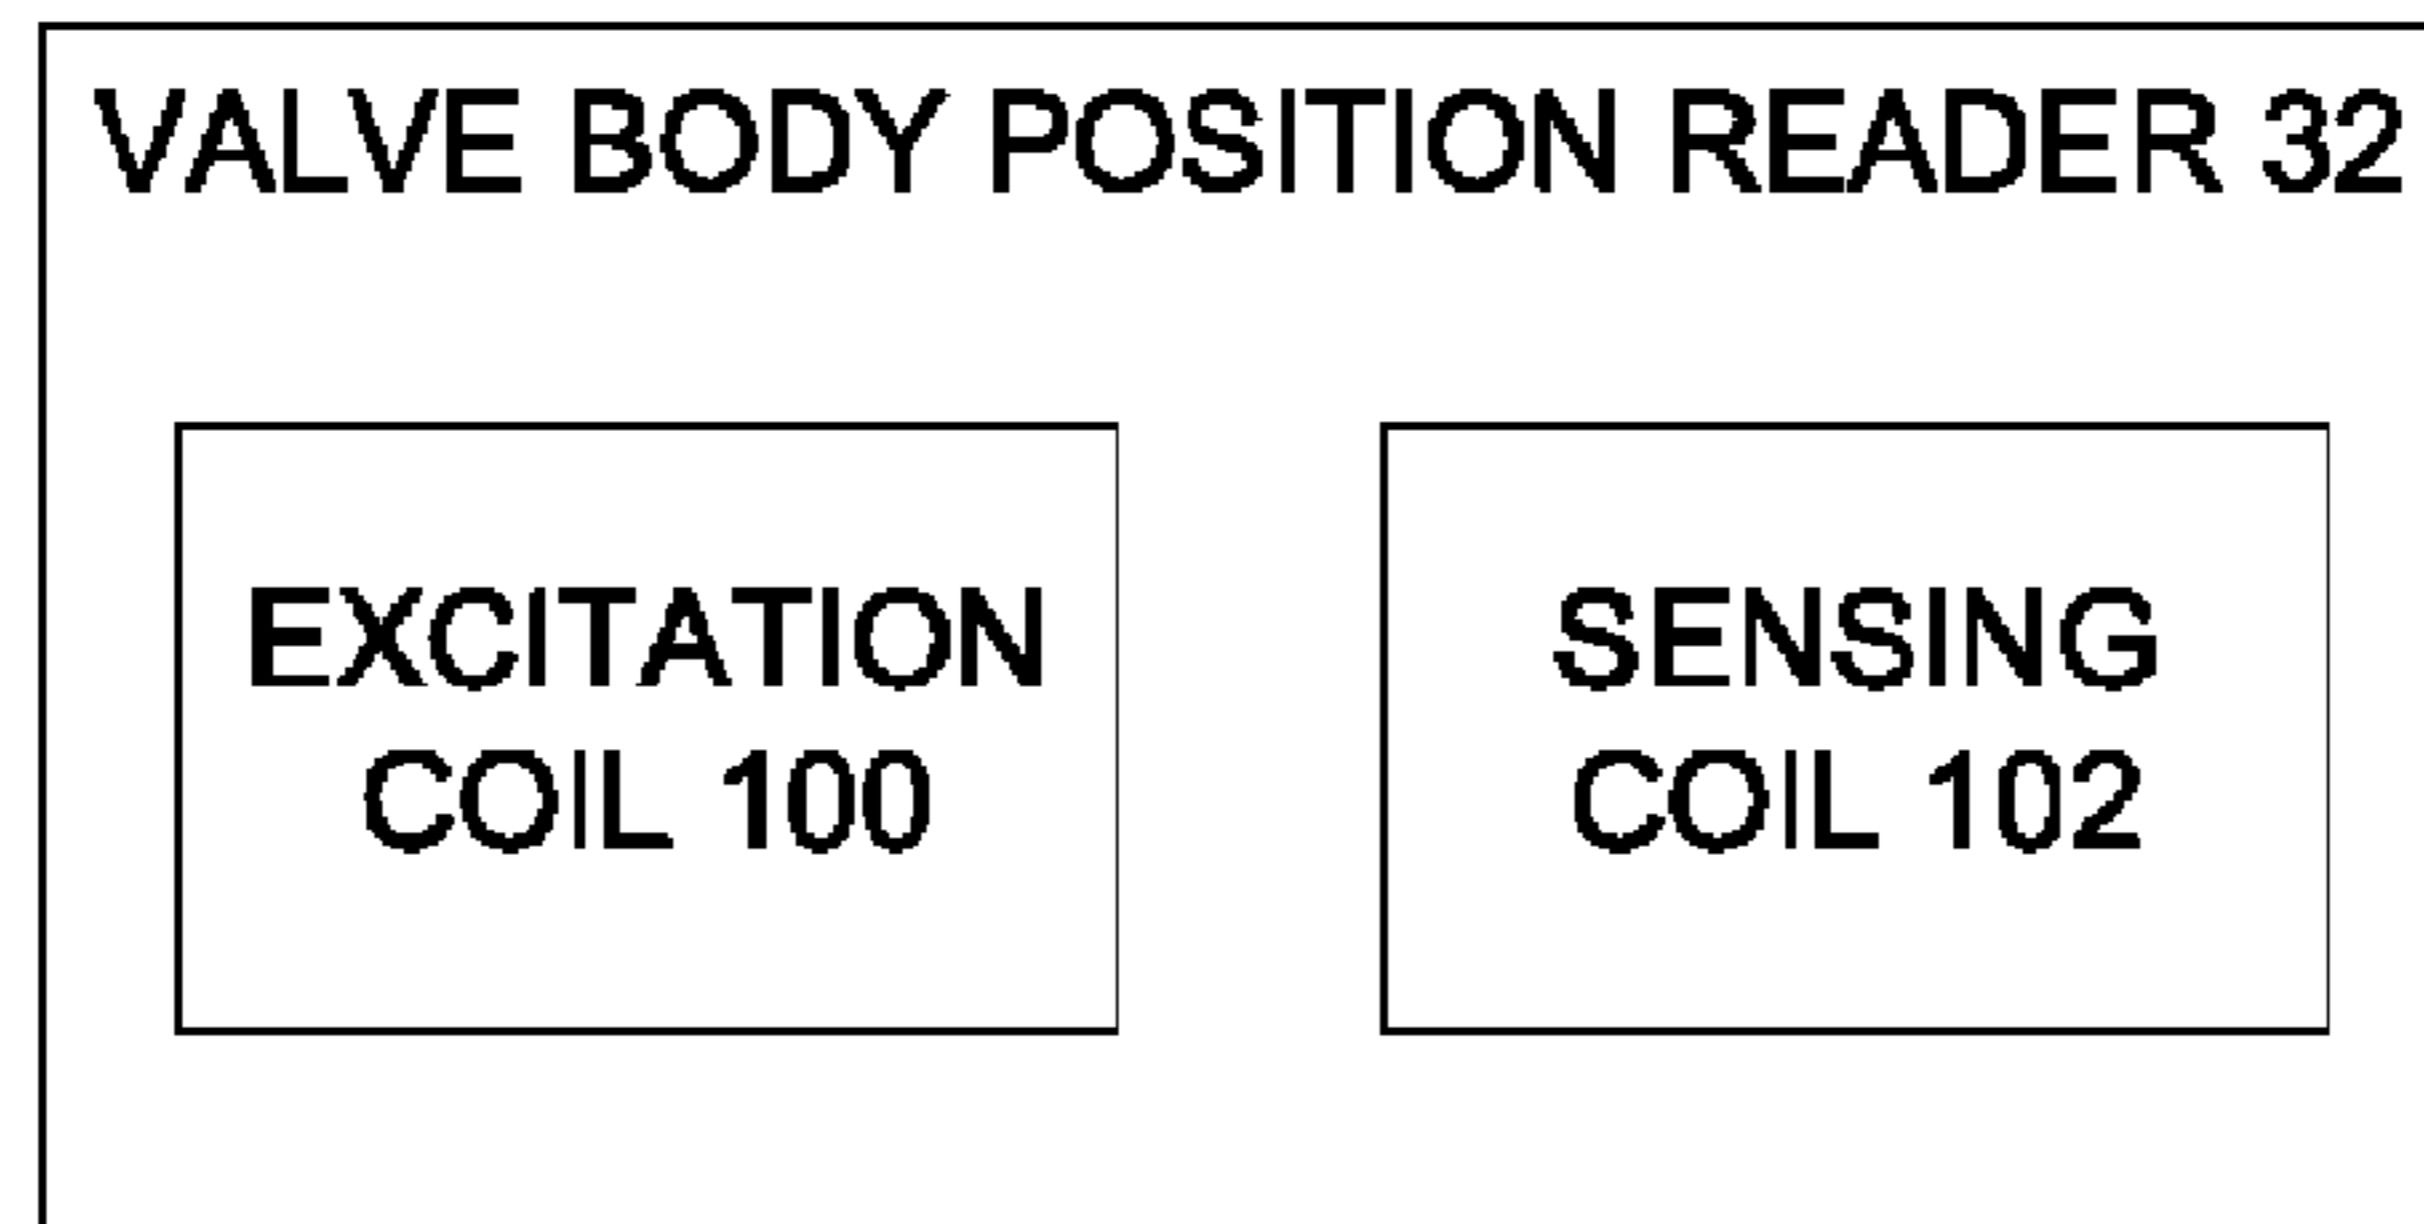 VALVE BODY POSITION READER 32
EXCITATION
COIL 100
SENSING
COIL 102